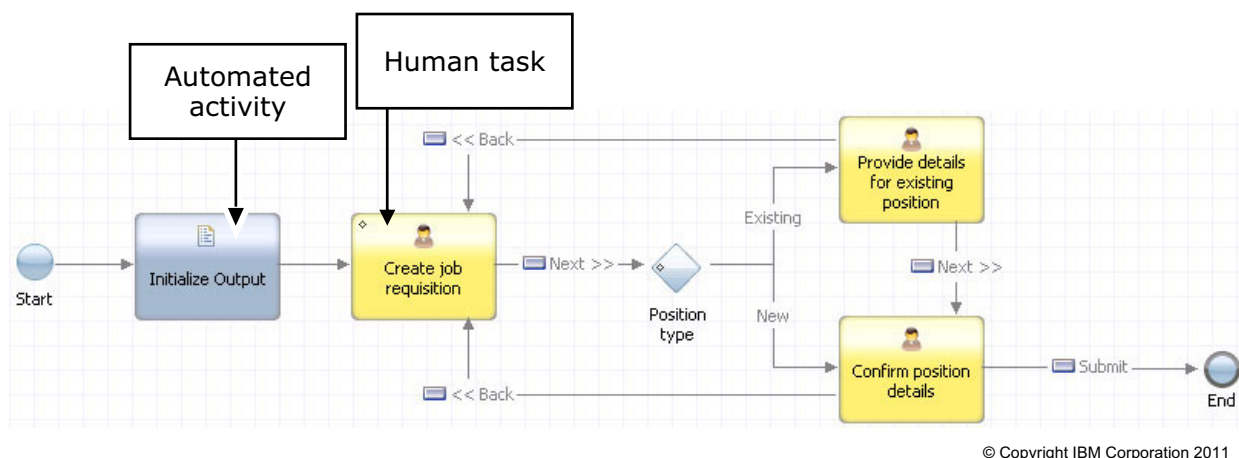 Automated
activity
Human task
<< Back
Provide details
for existing
position
Existing
Initialize Output
Create job
requisition
Next >>
Next >>
Start
Position
type
New
Confirm position
details
Submit
<< Back
End
© Copyright IBM Corporation 2011